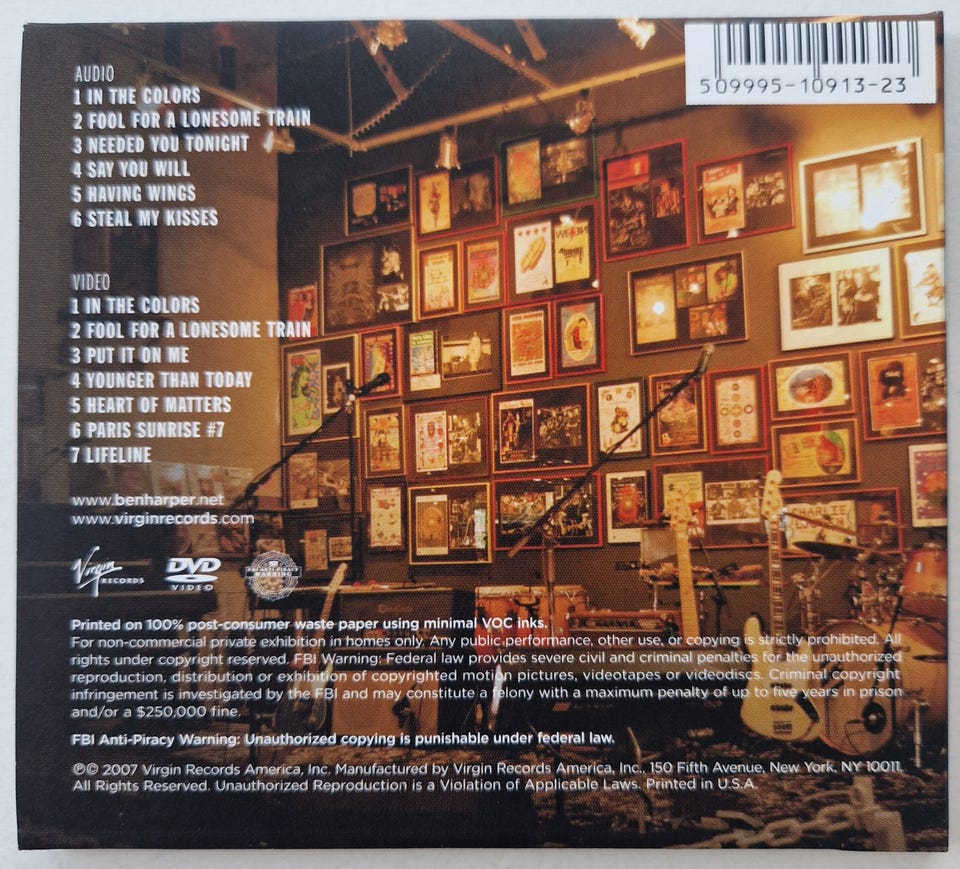 509995-10913-23
AUDIO
1 IN THE COLORS
2 FOOL FOR A LONESOME TRAIN
3 NEEDED YOU TONIGHT
4 SAY YOU WILL
5 HAVING WINGS
6 STEAL MY KISSES
VIDEO
1 IN THE COLORS
2 FOOL FOR A LONESOME TRAIN
3 PUT IT ON ME
4 YOUNGER THAN TODAY
5 HEART OF MATTERS
6 PARIS SUNRISE #7
7 LIFELINE
www.benharper.net
www.virginrecords.com
Virgin RECORDS
DVD VIDEO
FBI ANTI-PIRACY WARNING
CHARLIE
Printed on 100% post-consumer waste paper using minimal VOC inks.
For non-commercial private exhibition in homes only. Any public performance, other use, or copying is strictly prohibited. All
rights under copyright reserved. FBI Warning: Federal law provides severe civil and criminal penalties for the unauthorized
reproduction, distribution or exhibition of copyrighted motion pictures, videotapes or videodiscs. Criminal copyright
infringement is investigated by the FBI and may constitute a felony with a maximum penalty of up to five years in prison
and/or a $250,000 fine.
FBI Anti-Piracy Warning: Unauthorized copying is punishable under federal law.
℗© 2007 Virgin Records America, Inc. Manufactured by Virgin Records America, Inc., 150 Fifth Avenue, New York, NY 10011.
All Rights Reserved. Unauthorized Reproduction is a Violation of Applicable Laws. Printed in U.S.A.